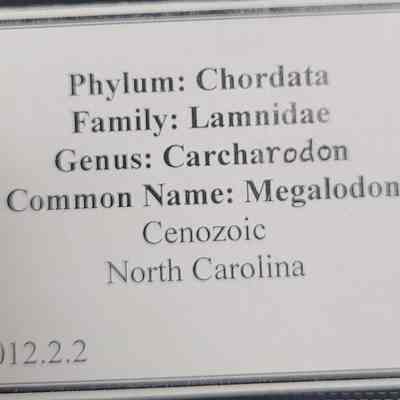 Phylum: Chordata
Family: Lamnidae
Genus: Carcharodon
Common Name: Megalodon
Cenozoic
North Carolina
012.2.2